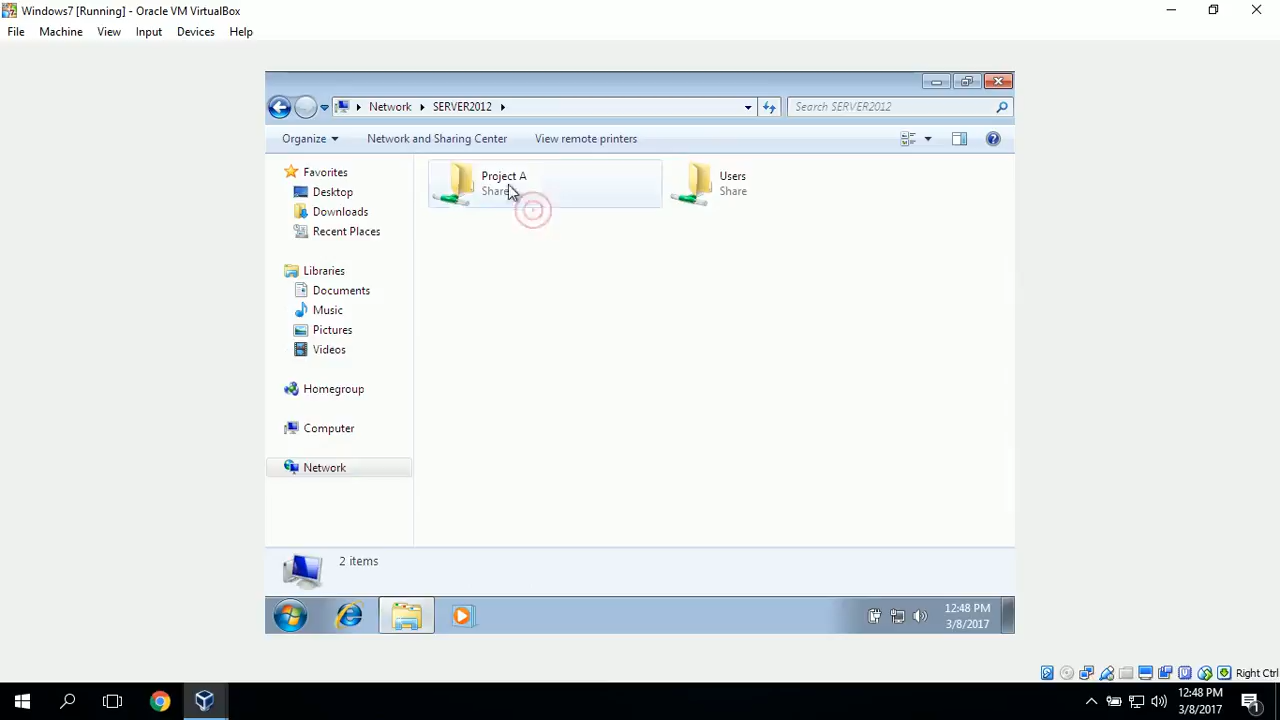 Windows7 [Running] - Oracle VM VirtualBox
File Machine View Input Devices Help
Network SERVER2012
Search SERVER2012
Organize Network and Sharing Center View remote printers
Favorites
Desktop
Downloads
Recent Places
Libraries
Documents
Music
Pictures
Videos
Homegroup
Computer
Network
Project A
Share
Users
Share
2 items
12:48 PM
3/8/2017
Right Ctrl
12:48 PM
3/8/2017
1